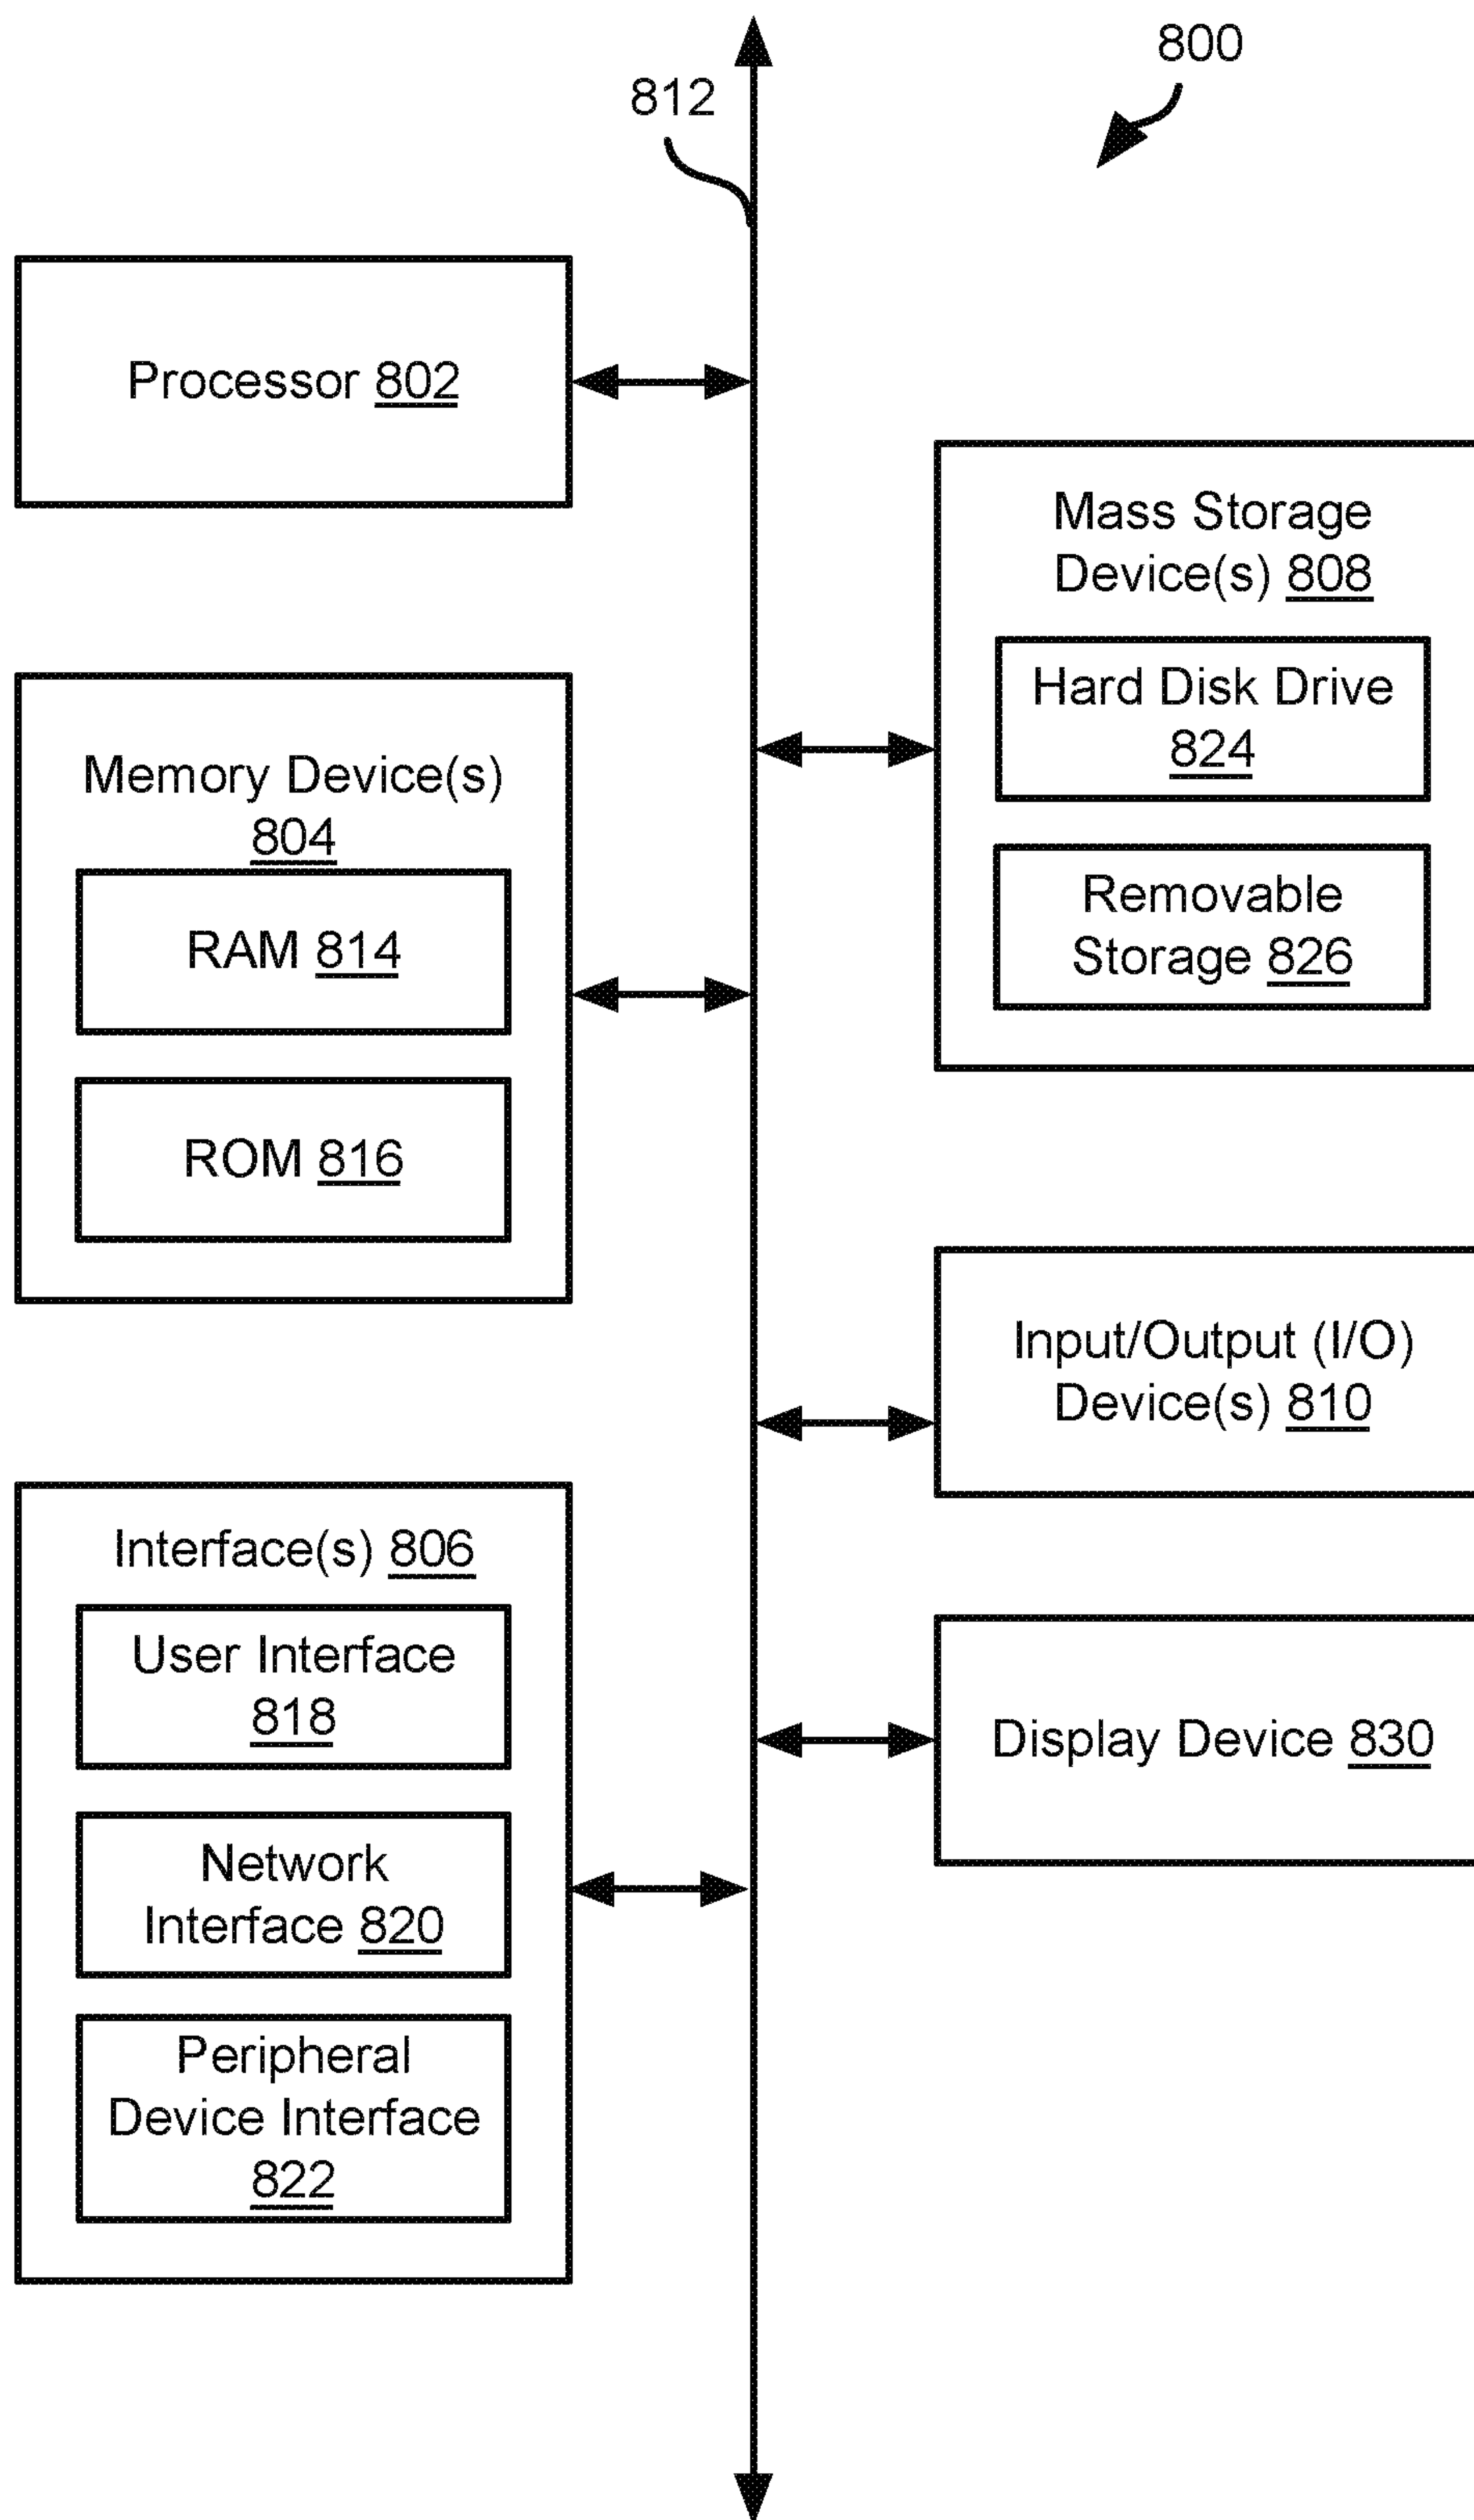 800
812
Processor 802
Mass Storage
Device(s) 808
Hard Disk Drive
824
Removable
Storage 826
Memory Device(s)
804
RAM 814
ROM 816
Input/Output (I/O)
Device(s) 810
Interface(s) 806
User Interface
818
Network
Interface 820
Peripheral
Device Interface
822
Display Device 830